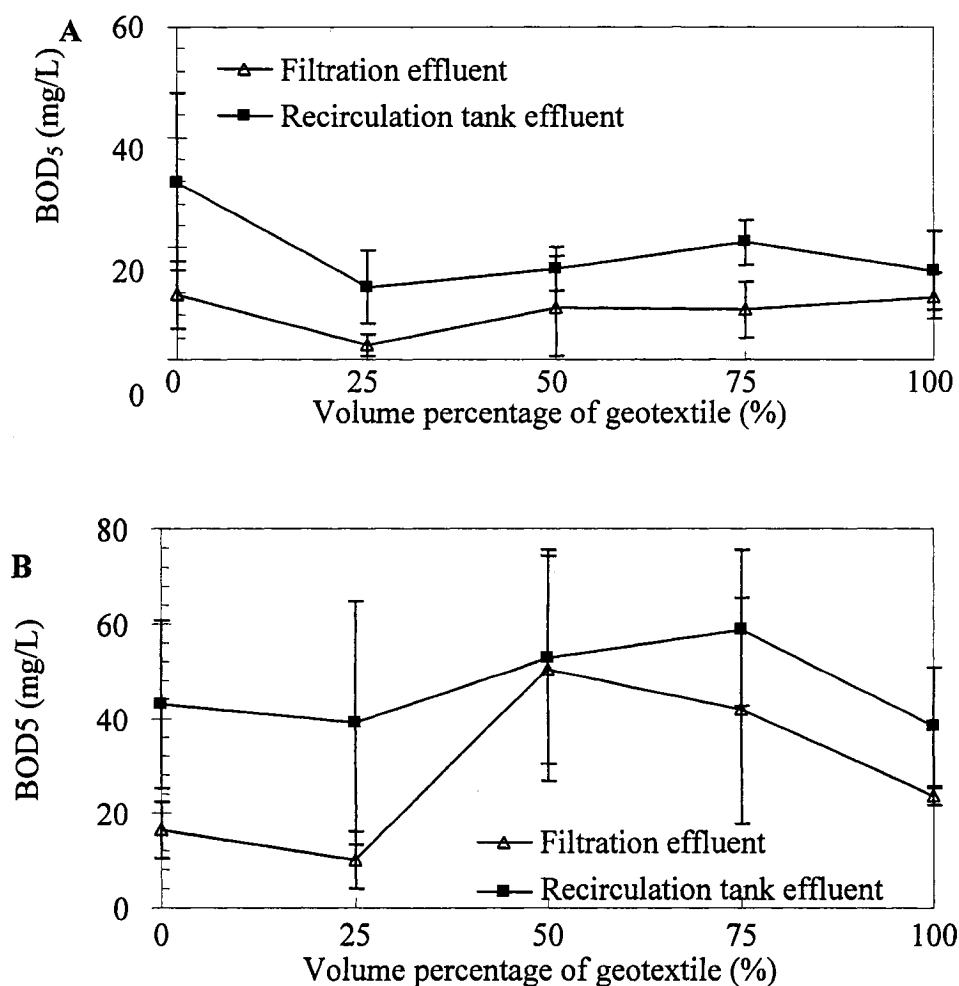 A
60
Filtration effluent
Recirculation tank effluent
BOD₅ (mg/L)
40
20
0
0 25 50 75 100
Volume percentage of geotextile (%)
B
80
60
BOD5 (mg/L)
40
20
Filtration effluent
Recirculation tank effluent
0
0 25 50 75 100
Volume percentage of geotextile (%)